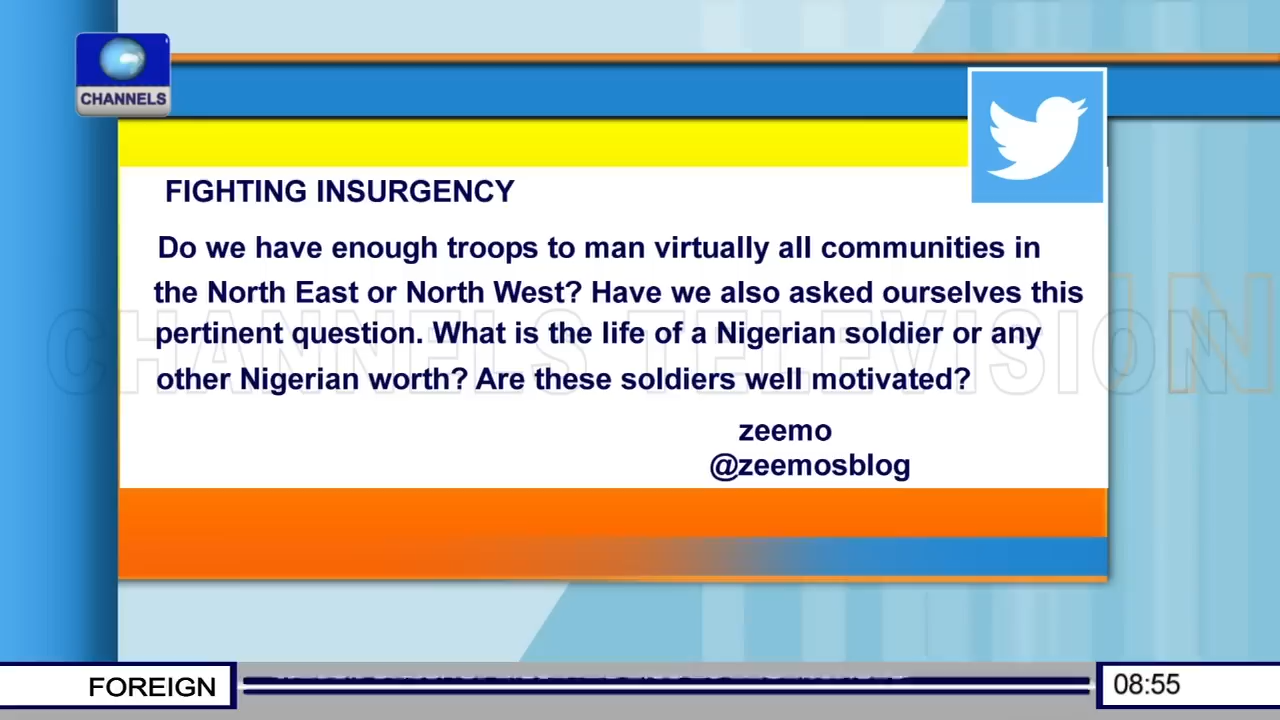 CHANNELS
FIGHTING INSURGENCY
Do we have enough troops to man virtually all communities in
the North East or North West? Have we also asked ourselves this
pertinent question. What is the life of a Nigerian soldier or any
other Nigerian worth? Are these soldiers well motivated?
CHANNELS TELEVISION
zeemo
@zeemosblog
FOREIGN
08:55